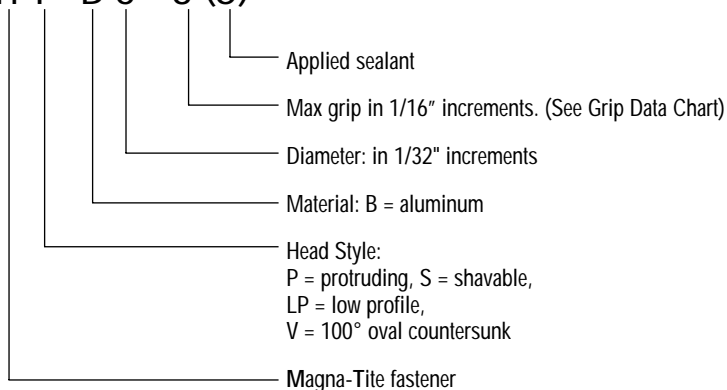 Applied sealant
Max grip in 1/16″ increments. (See Grip Data Chart)
Diameter: in 1/32" increments
Material: B = aluminum
Head Style:
P = protruding, S = shavable,
LP = low profile,
V = 100° oval countersunk
Magna-Tite fastener